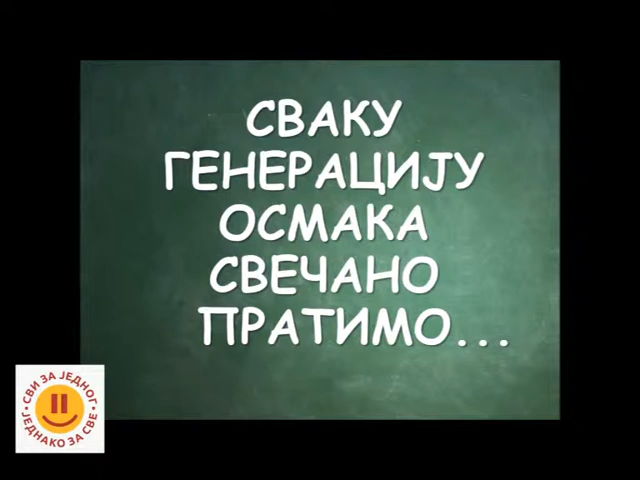 СВАКУ
ГЕНЕРАЦИЈУ
ОСМАКА
СВЕЧАНО
ПРАТИМО...
• СВИ ЗА ЈЕДНОГ •
ЈЕДНАКО ЗА СВЕ